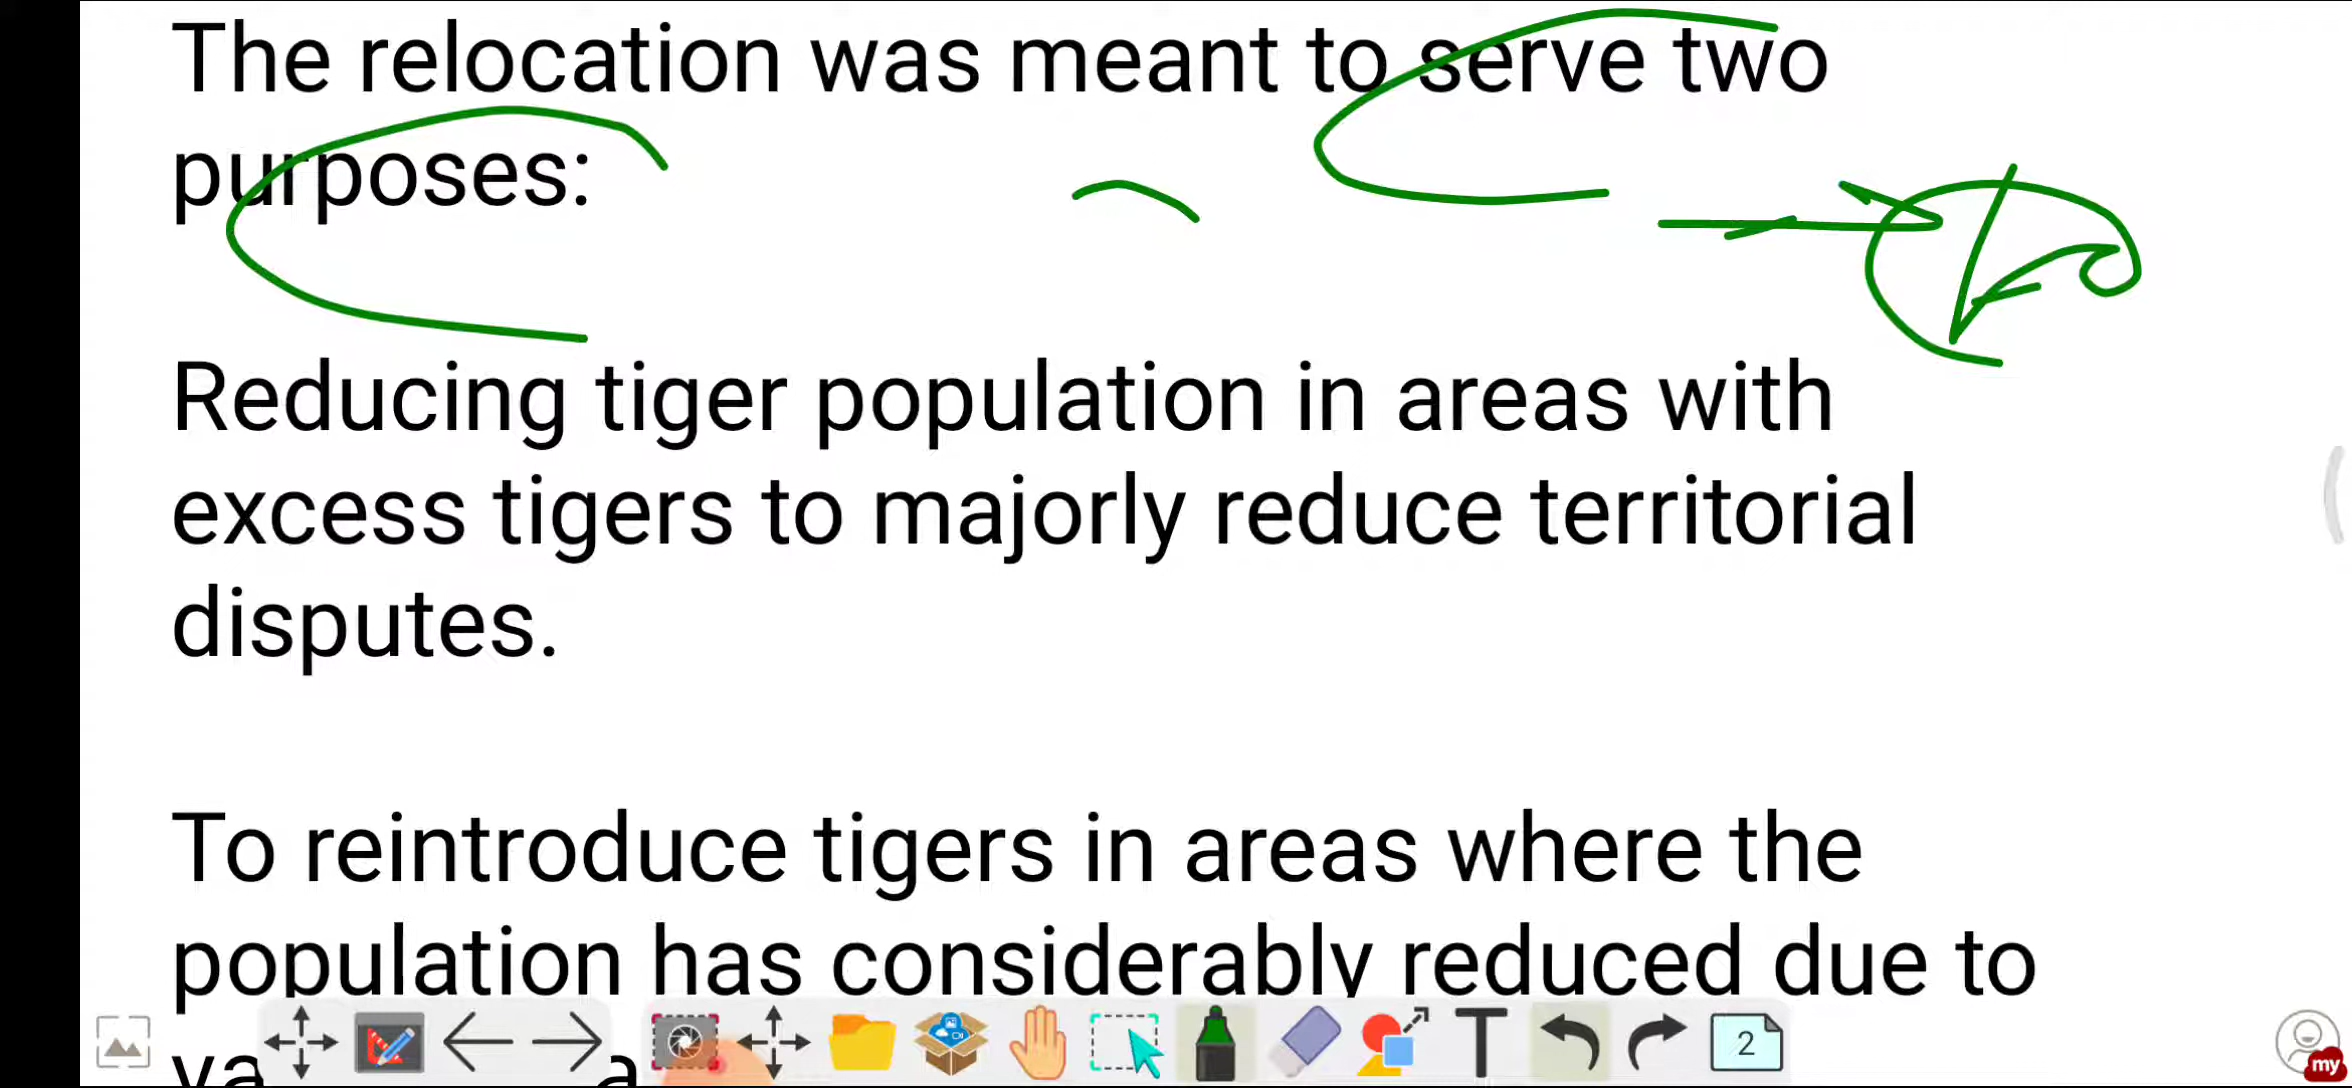 The relocation was meant to serve two
purposes:
Reducing tiger population in areas with
excess tigers to majorly reduce territorial
disputes.
To reintroduce tigers in areas where the
population has considerably reduced due to
T
2
my